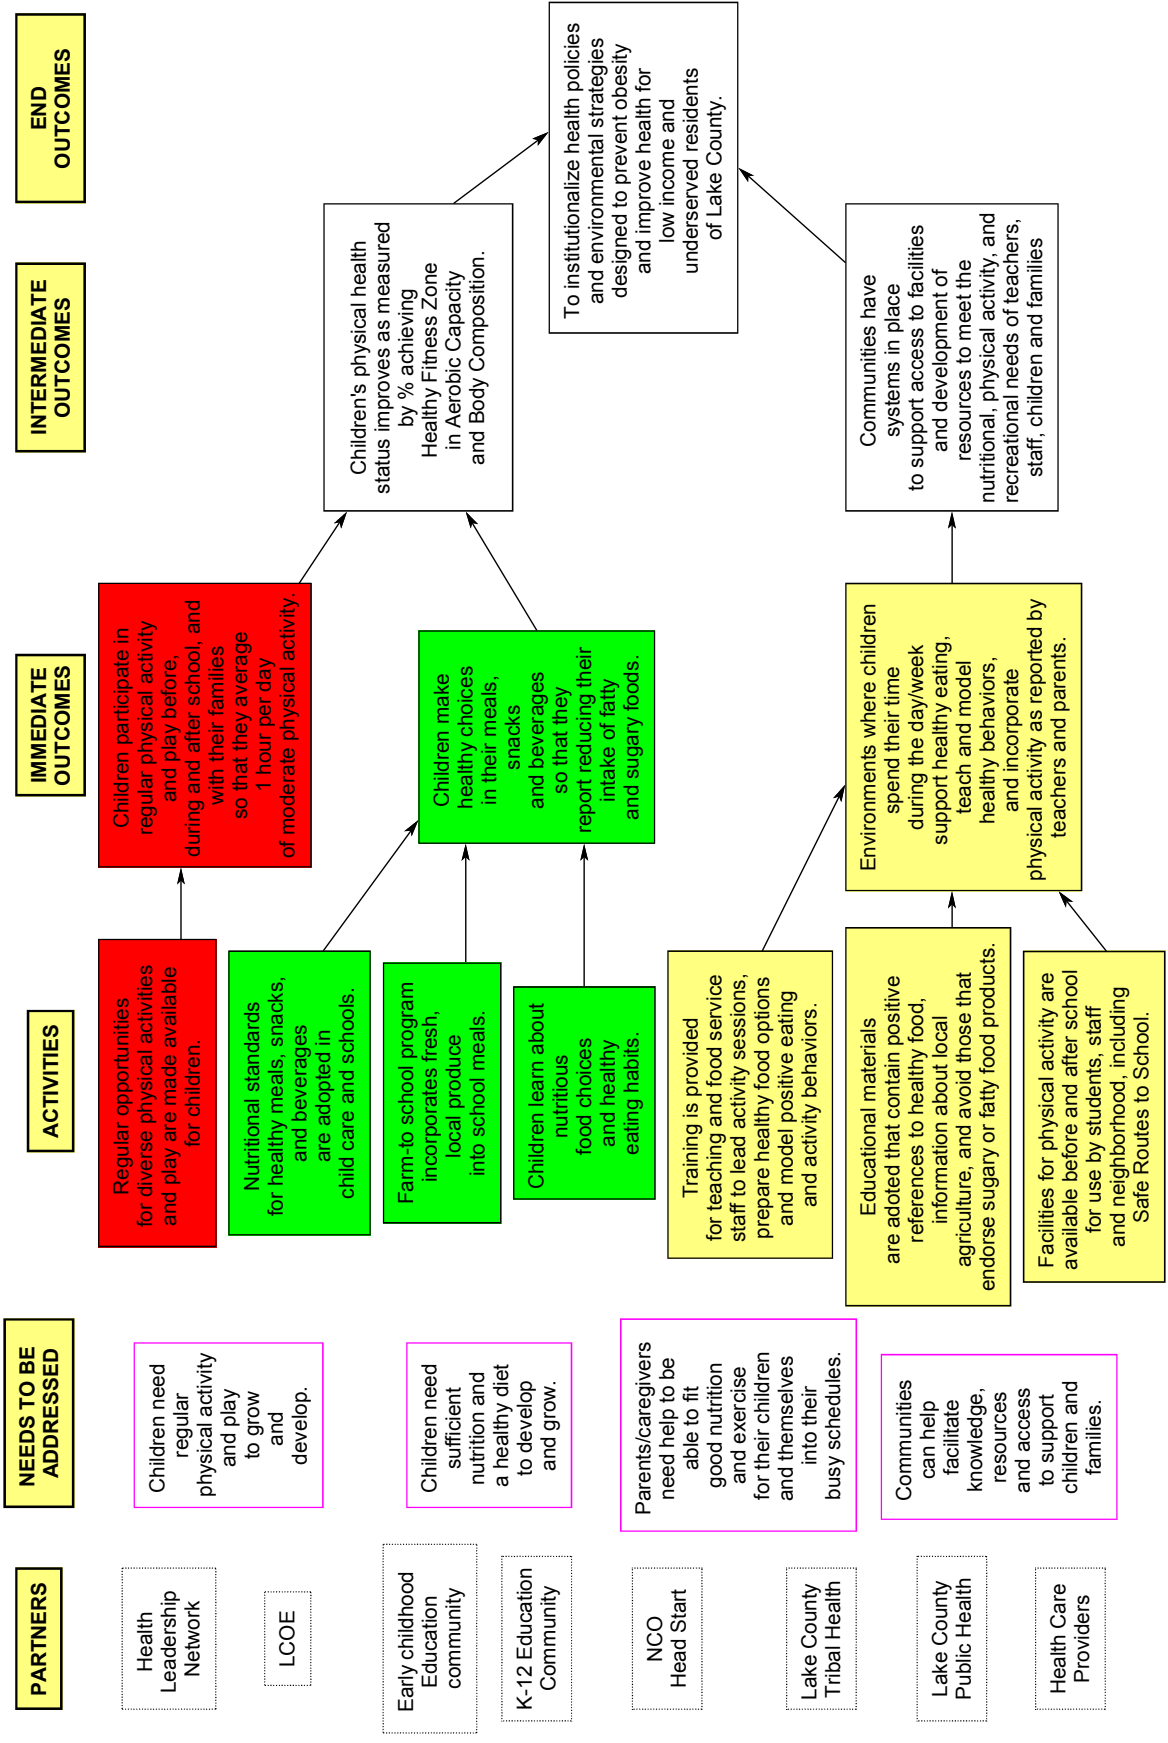 PARTNERS
NEEDS TO BE
ADDRESSED
ACTIVITIES
IMMEDIATE
OUTCOMES
INTERMEDIATE
OUTCOMES
END
OUTCOMES
Health
Leadership
Network
LCOE
Early childhood
Education
community
K-12 Education
Community
NCO
Head Start
Lake County
Tribal Health
Lake County
Public Health
Health Care
Providers
Children need
regular
physical activity
and play
to grow
and
develop.
Children need
sufficient
nutrition and
a healthy diet
to develop
and grow.
Parents/caregivers
need help to be
able to fit
good nutrition
and exercise
for their children
and themselves
into their
busy schedules.
Communities
can help
facilitate
knowledge,
resources
and access
to support
children and
families.
Regular opportunities
for diverse physical activities
and play are made available
for children.
Nutritional standards
for healthy meals, snacks,
and beverages
are adopted in
child care and schools.
Farm-to school program
incorporates fresh,
local produce
into school meals.
Children learn about
nutritious
food choices
and healthy
eating habits.
Training is provided
for teaching and food service
staff to lead activity sessions,
prepare healthy food options
and model positive eating
and activity behaviors.
Educational materials
are adoted that contain positive
references to healthy food,
information about local
agriculture, and avoid those that
endorse sugary or fatty food products.
Facilities for physical activity are
available before and after school
for use by students, staff
and neighborhood, including
Safe Routes to School.
Children participate in
regular physical activity
and play before,
during and after school, and
with their families
so that they average
1 hour per day
of moderate physical activity.
Children make
healthy choices
in their meals,
snacks
and beverages
so that they
report reducing their
intake of fatty
and sugary foods.
Environments where children
spend their time
during the day/week
support healthy eating,
teach and model
healthy behaviors,
and incorporate
physical activity as reported by
teachers and parents.
Children's physical health
status improves as measured
by % achieving
Healthy Fitness Zone
in Aerobic Capacity
and Body Composition.
Communities have
systems in place
to support access to facilities
and development of
resources to meet the
nutritional, physical activity, and
recreational needs of teachers,
staff, children and families
To institutionalize health policies
and environmental strategies
designed to prevent obesity
and improve health for
low income and
underserved residents
of Lake County.